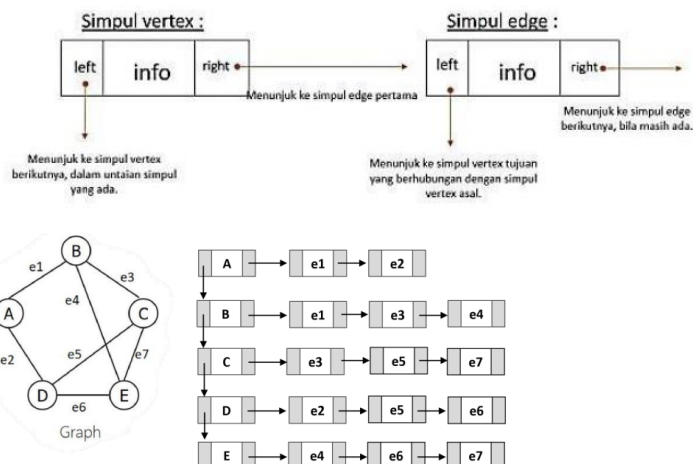 Simpul vertex :
left info right
Menunjuk ke simpul edge pertama
Menunjuk ke simpul vertex
berikutnya, dalam untaian simpul
yang ada.
Simpul edge :
left info right
Menunjuk ke simpul edge
berikutnya, bila masih ada.
Menunjuk ke simpul vertex tujuan
yang berhubungan dengan simpul
vertex asal.
B
e1
e3
e4
A
C
e2
e5
e7
D
E
e6
Graph
A e1 e2
B e1 e3 e4
C e3 e5 e7
D e2 e5 e6
E e4 e6 e7